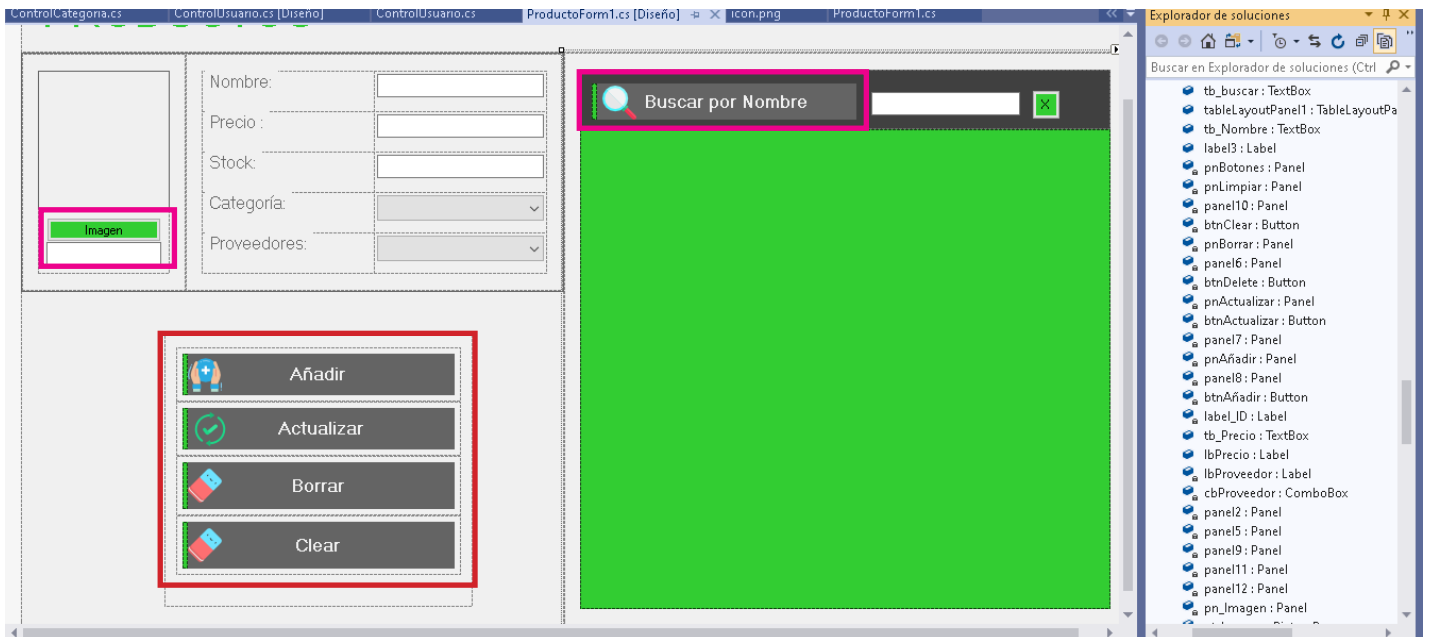 ControlCategoria.cs
ControlUsuario.cs [Diseño]
ControlUsuario.cs
ProductoForm1.cs [Diseño]
icon.png
ProductoForm1.cs
Explorador de soluciones
Buscar en Explorador de soluciones (Ctrl
Nombre:
Precio :
Stock:
Categoría:
Proveedores:
Imagen
Buscar por Nombre
X
Añadir
Actualizar
Borrar
Clear
tb_buscar : TextBox
tableLayoutPanel1 : TableLayoutPa
tb_Nombre : TextBox
label3 : Label
pnBotones : Panel
pnLimpiar : Panel
panel10 : Panel
btnClear : Button
pnBorrar : Panel
panel6 : Panel
btnDelete : Button
pnActualizar : Panel
btnActualizar : Button
panel7 : Panel
pnAñadir : Panel
panel8 : Panel
btnAñadir : Button
label_ID : Label
tb_Precio : TextBox
lbPrecio : Label
lbProveedor : Label
cbProveedor : ComboBox
panel2 : Panel
panel5 : Panel
panel9 : Panel
panel11 : Panel
panel12 : Panel
pn_Imagen : Panel